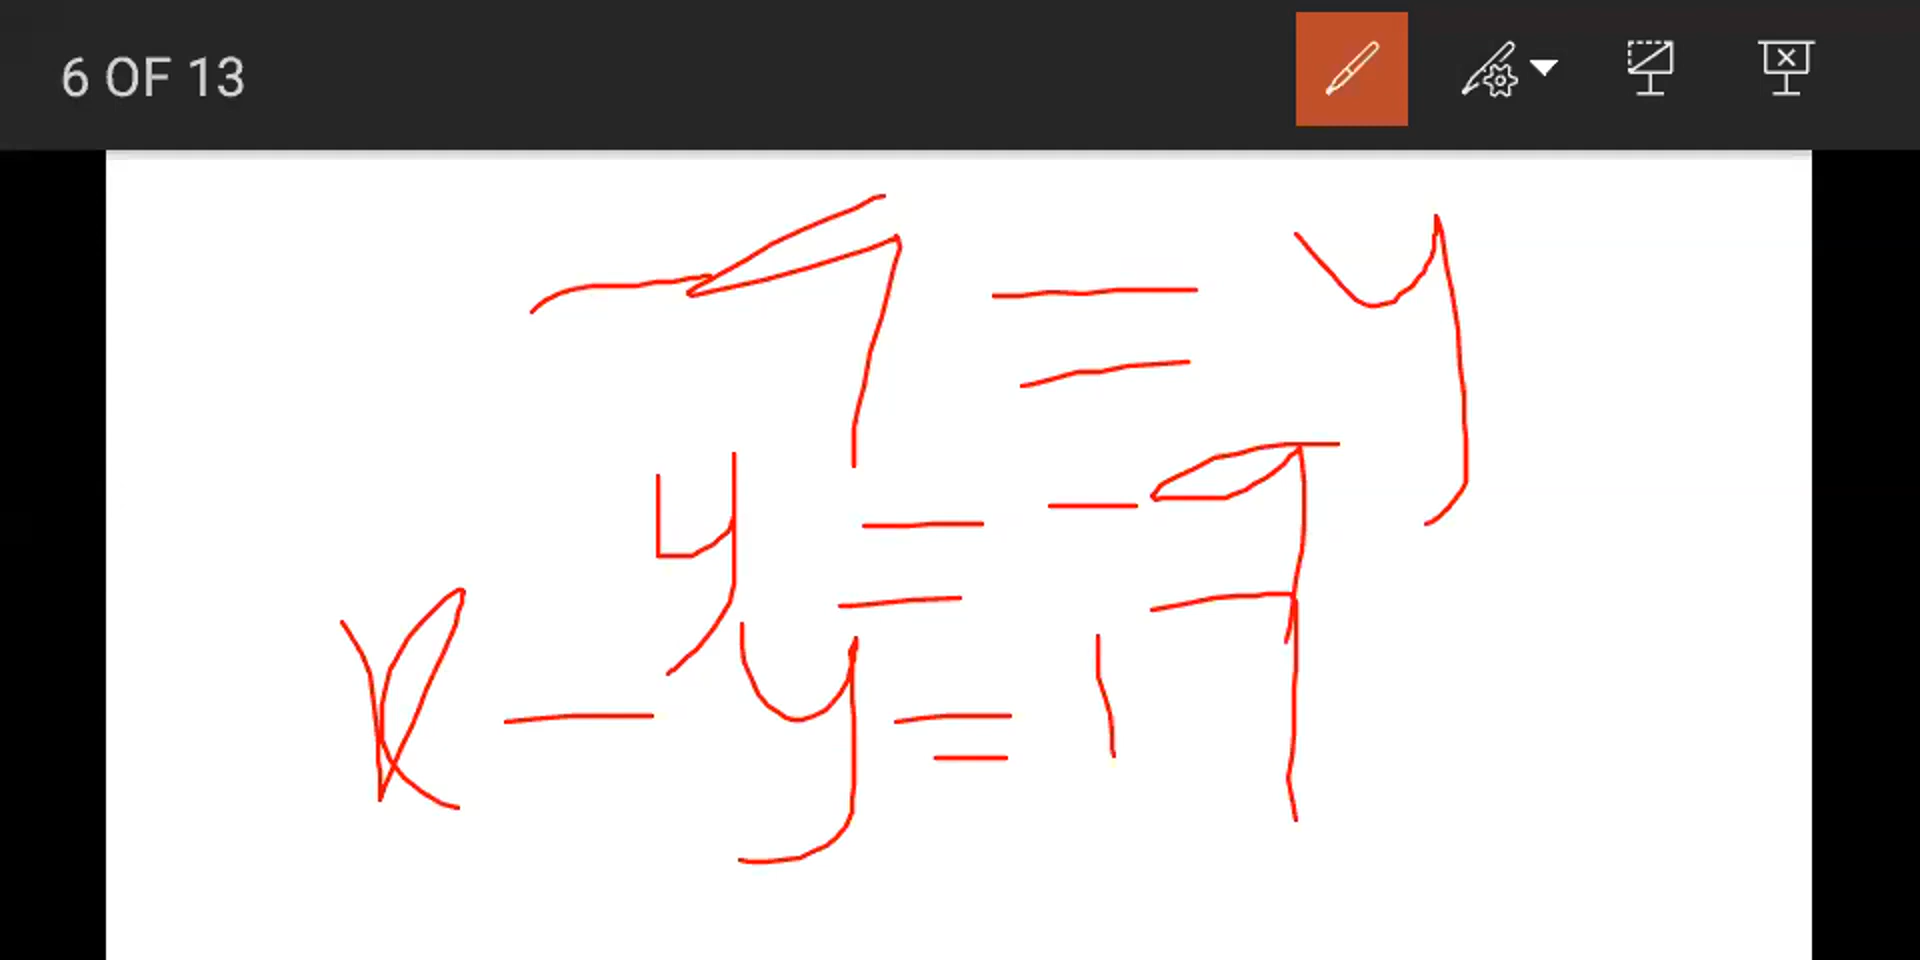 6 OF 13
-7 = y
y = -7
x - y = 17